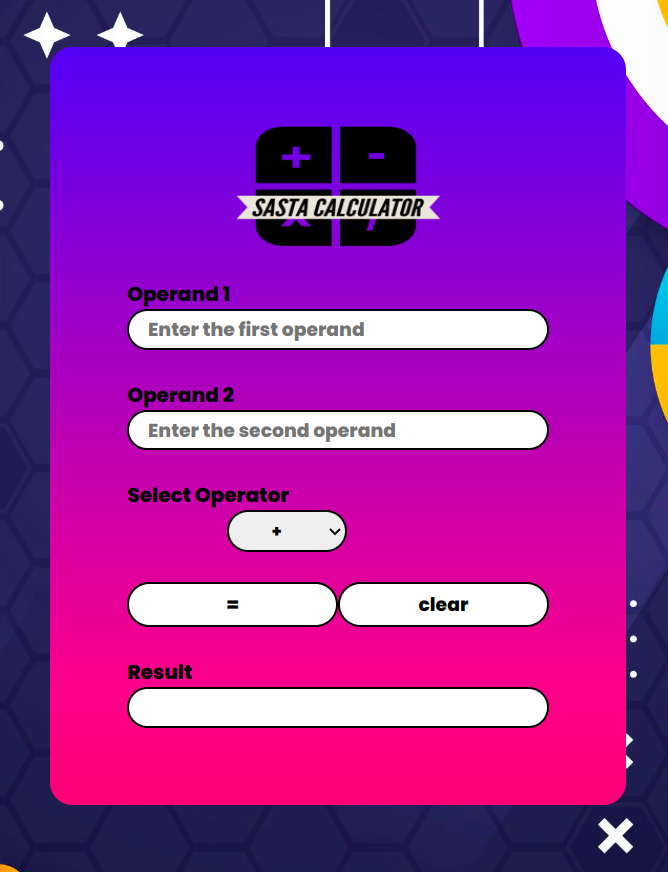 + -
SASTA CALCULATOR
x /
Operand 1
Enter the first operand
Operand 2
Enter the second operand
Select Operator
+
= clear
Result